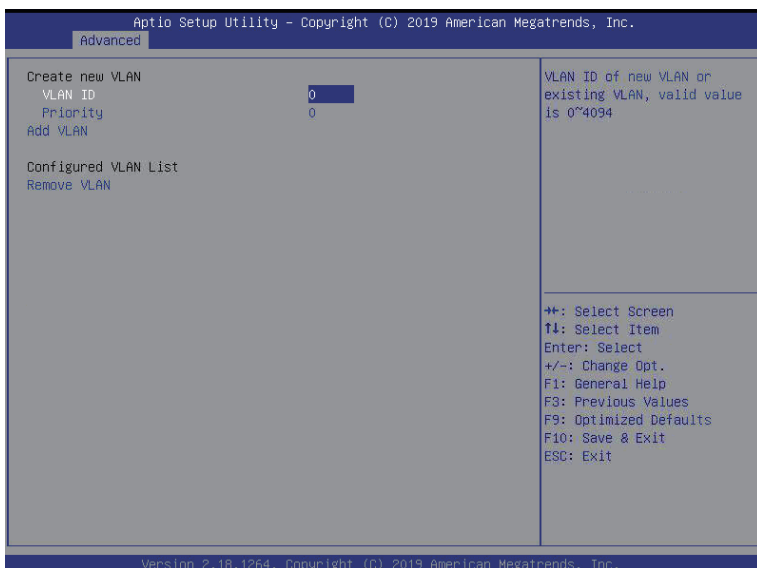 Aptio Setup Utility – Copyright (C) 2019 American Megatrends, Inc.
Advanced
Create new VLAN
VLAN ID 0
Priority 0
Add VLAN
Configured VLAN List
Remove VLAN
VLAN ID of new VLAN or
existing VLAN, valid value
is 0~4094
→←: Select Screen
↑↓: Select Item
Enter: Select
+/-: Change Opt.
F1: General Help
F3: Previous Values
F9: Optimized Defaults
F10: Save & Exit
ESC: Exit
Version 2.18.1264. Copyright (C) 2019 American Megatrends, Inc.